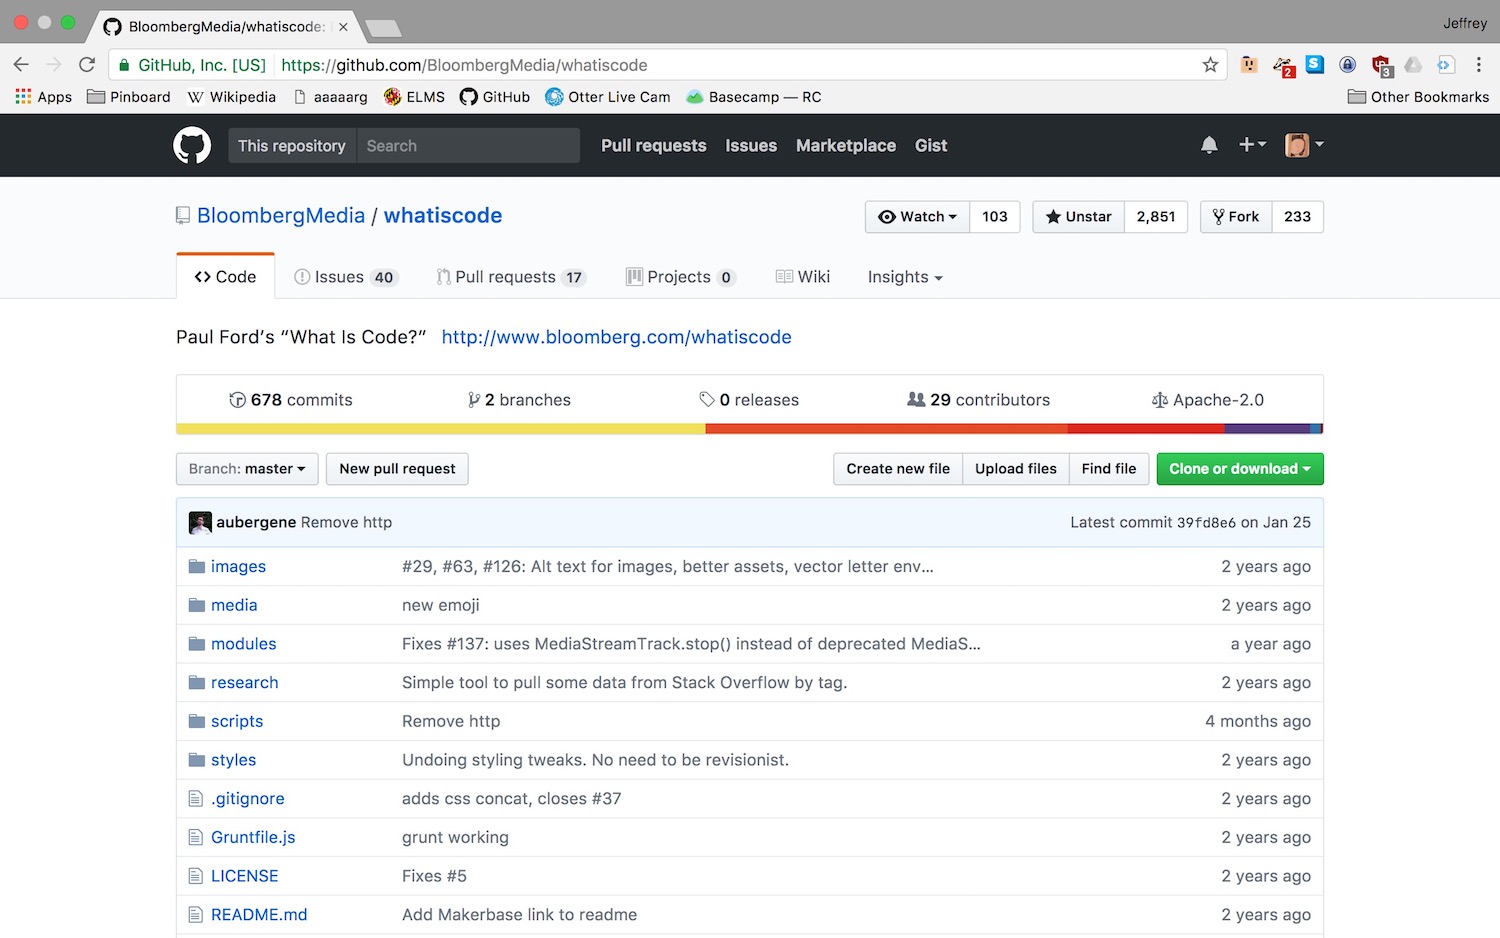 BloombergMedia/whatiscode:
Jeffrey
GitHub, Inc. [US] https://github.com/BloombergMedia/whatiscode
2
S
3
Apps Pinboard W Wikipedia aaaaarg ELMS GitHub Otter Live Cam Basecamp — RC Other Bookmarks
This repository Search Pull requests Issues Marketplace Gist
BloombergMedia / whatiscode Watch 103 Unstar 2,851 Fork 233
Code Issues 40 Pull requests 17 Projects 0 Wiki Insights
Paul Ford’s “What Is Code?” http://www.bloomberg.com/whatiscode
678 commits 2 branches 0 releases 29 contributors Apache-2.0
Branch: master New pull request Create new file Upload files Find file Clone or download
aubergene Remove http Latest commit 39fd8e6 on Jan 25
images #29, #63, #126: Alt text for images, better assets, vector letter env… 2 years ago
media new emoji 2 years ago
modules Fixes #137: uses MediaStreamTrack.stop() instead of deprecated MediaS… a year ago
research Simple tool to pull some data from Stack Overflow by tag. 2 years ago
scripts Remove http 4 months ago
styles Undoing styling tweaks. No need to be revisionist. 2 years ago
.gitignore adds css concat, closes #37 2 years ago
Gruntfile.js grunt working 2 years ago
LICENSE Fixes #5 2 years ago
README.md Add Makerbase link to readme 2 years ago